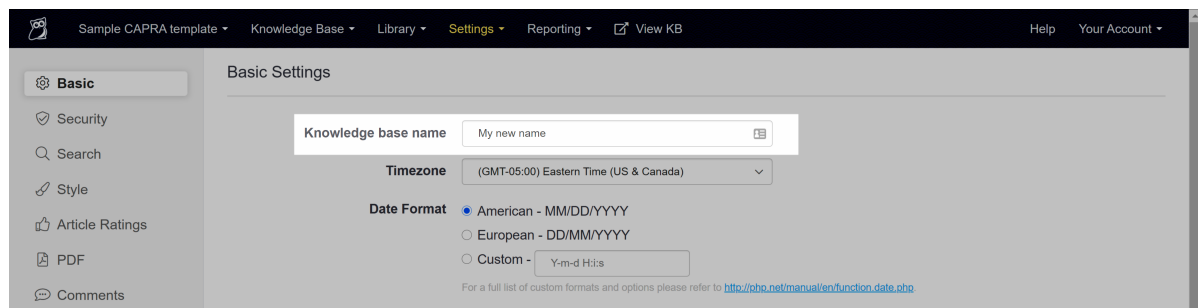 Sample CAPRA template Knowledge Base Library Settings Reporting View KB Help Your Account
Basic
Security
Search
Style
Article Ratings
PDF
Comments
Basic Settings
Knowledge base name My new name
Timezone (GMT-05:00) Eastern Time (US & Canada)
Date Format American - MM/DD/YYYY
European - DD/MM/YYYY
Custom - Y-m-d H:i:s
For a full list of custom formats and options please refer to http://php.net/manual/en/function.date.php.